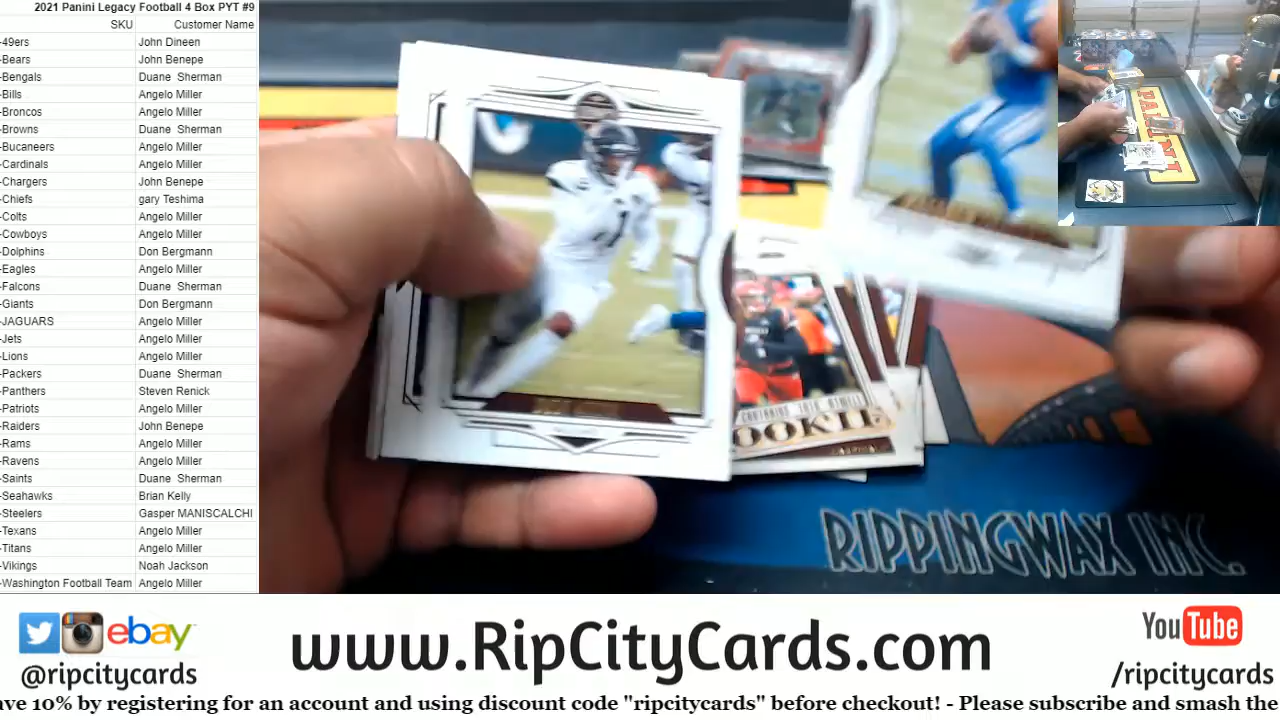 2021 Panini Legacy Football 4 Box PYT #9
SKU Customer Name
-49ers John Dineen
-Bears John Benepe
-Bengals Duane Sherman
-Bills Angelo Miller
-Broncos Angelo Miller
-Browns Duane Sherman
-Bucaneers Angelo Miller
-Cardinals Angelo Miller
-Chargers John Benepe
-Chiefs gary Teshima
-Colts Angelo Miller
-Cowboys Angelo Miller
-Dolphins Don Bergmann
-Eagles Angelo Miller
-Falcons Duane Sherman
-Giants Don Bergmann
-JAGUARS Angelo Miller
-Jets Angelo Miller
-Lions Angelo Miller
-Packers Duane Sherman
-Panthers Steven Renick
-Patriots Angelo Miller
-Raiders John Benepe
-Rams Angelo Miller
-Ravens Angelo Miller
-Saints Duane Sherman
-Seahawks Brian Kelly
-Steelers Gasper MANISCALCHI
-Texans Angelo Miller
-Titans Angelo Miller
-Vikings Noah Jackson
-Washington Football Team Angelo Miller
PANINI
OOKIE
RIPPINGWAX INC.
ebay
@ripcitycards
www.RipCityCards.com
YouTube
/ripcitycards
ave 10% by registering for an account and using discount code "ripcitycards" before checkout! - Please subscribe and smash the